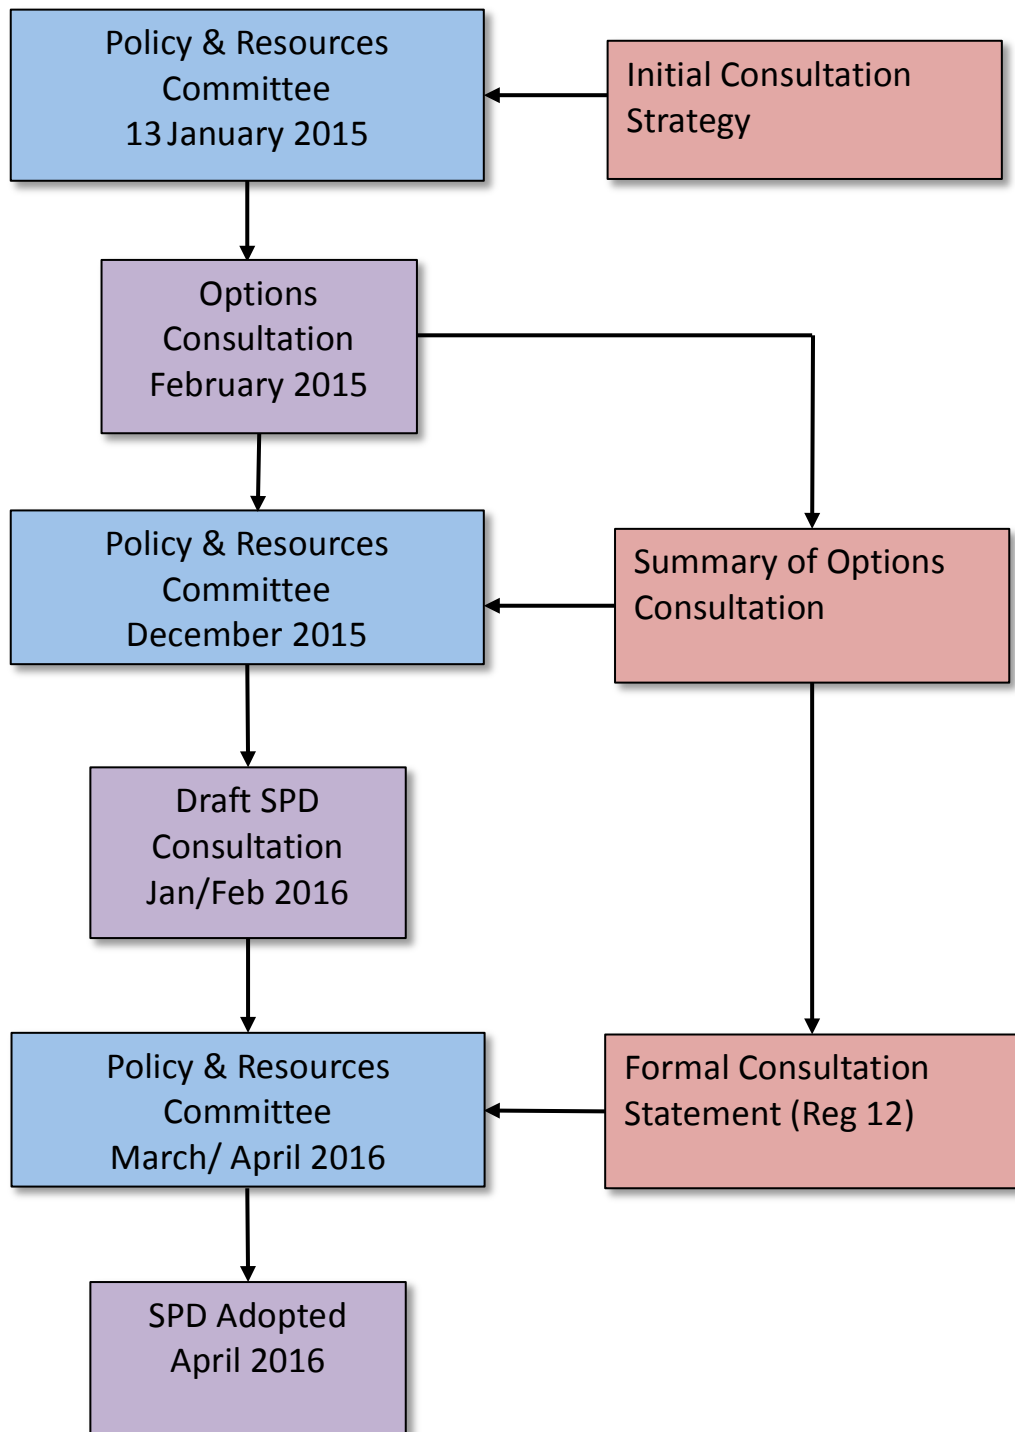 Policy & Resources
Committee
13 January 2015
Initial Consultation
Strategy
Options
Consultation
February 2015
Policy & Resources
Committee
December 2015
Summary of Options
Consultation
Draft SPD
Consultation
Jan/Feb 2016
Policy & Resources
Committee
March/ April 2016
Formal Consultation
Statement (Reg 12)
SPD Adopted
April 2016